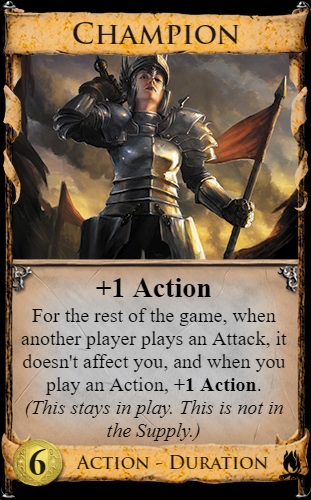 CHAMPION
+1 Action
For the rest of the game, when
another player plays an Attack, it
doesn't affect you, and when you
play an Action, +1 Action.
(This stays in play. This is not in
the Supply.)
6 ACTION - DURATION